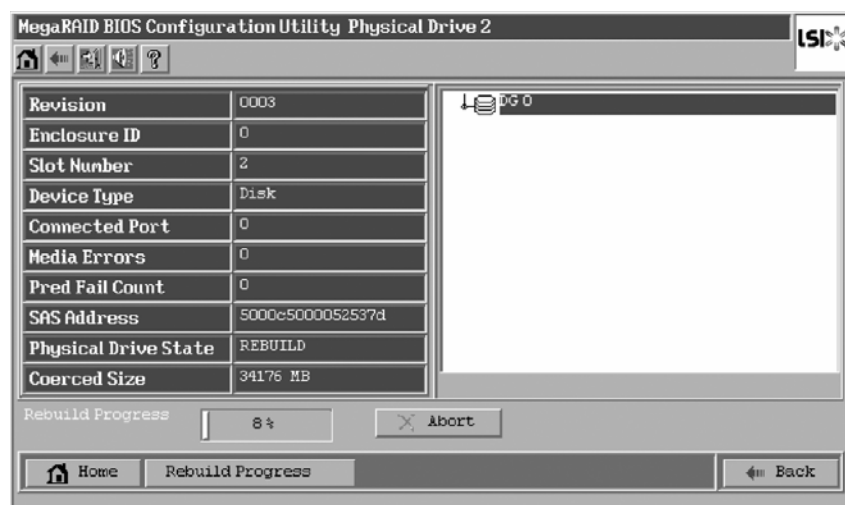 MegaRAID BIOS Configuration Utility Physical Drive 2
LSI
Revision 0003
Enclosure ID 0
Slot Number 2
Device Type Disk
Connected Port 0
Media Errors 0
Pred Fail Count 0
SAS Address 5000c5000052537d
Physical Drive State REBUILD
Coerced Size 34176 MB
DG 0
Rebuild Progress 8% Abort
Home Rebuild Progress Back